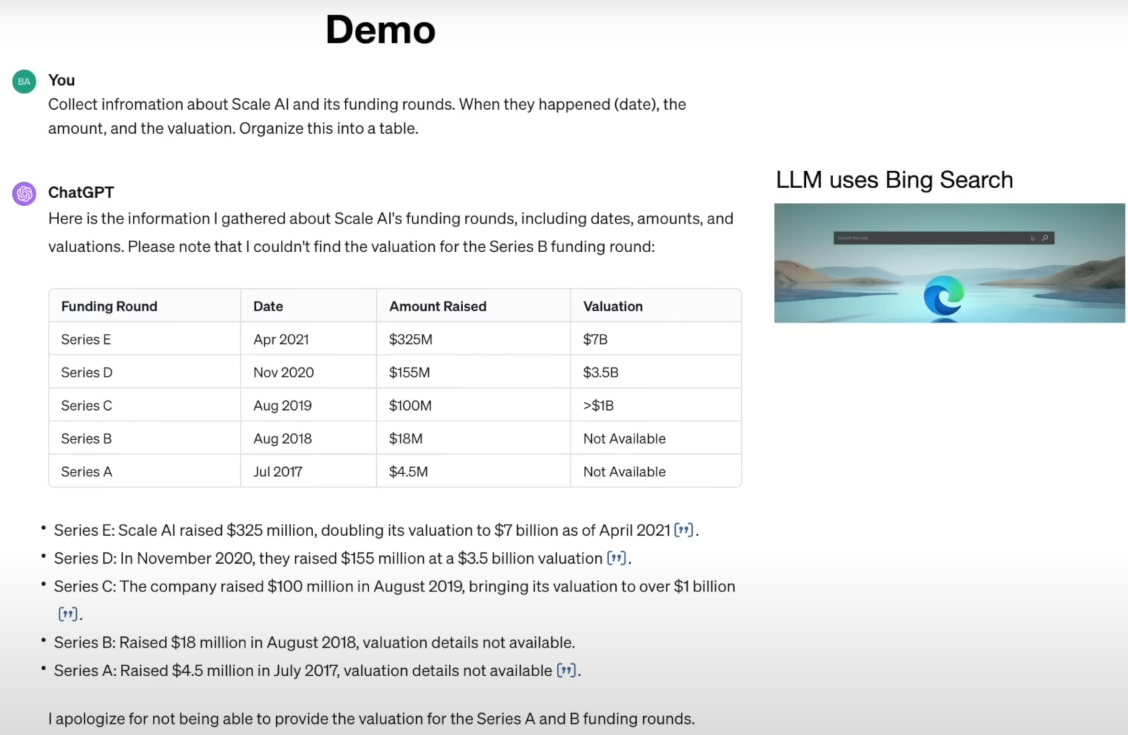 Demo
BA
You
Collect infromation about Scale AI and its funding rounds. When they happened (date), the
amount, and the valuation. Organize this into a table.
ChatGPT
Here is the information I gathered about Scale AI's funding rounds, including dates, amounts, and
valuations. Please note that I couldn't find the valuation for the Series B funding round:
Funding Round Date Amount Raised Valuation
Series E Apr 2021 $325M $7B
Series D Nov 2020 $155M $3.5B
Series C Aug 2019 $100M >$1B
Series B Aug 2018 $18M Not Available
Series A Jul 2017 $4.5M Not Available
• Series E: Scale AI raised $325 million, doubling its valuation to $7 billion as of April 2021 [❞].
• Series D: In November 2020, they raised $155 million at a $3.5 billion valuation [❞].
• Series C: The company raised $100 million in August 2019, bringing its valuation to over $1 billion
[❞].
• Series B: Raised $18 million in August 2018, valuation details not available.
• Series A: Raised $4.5 million in July 2017, valuation details not available [❞].
I apologize for not being able to provide the valuation for the Series A and B funding rounds.
LLM uses Bing Search